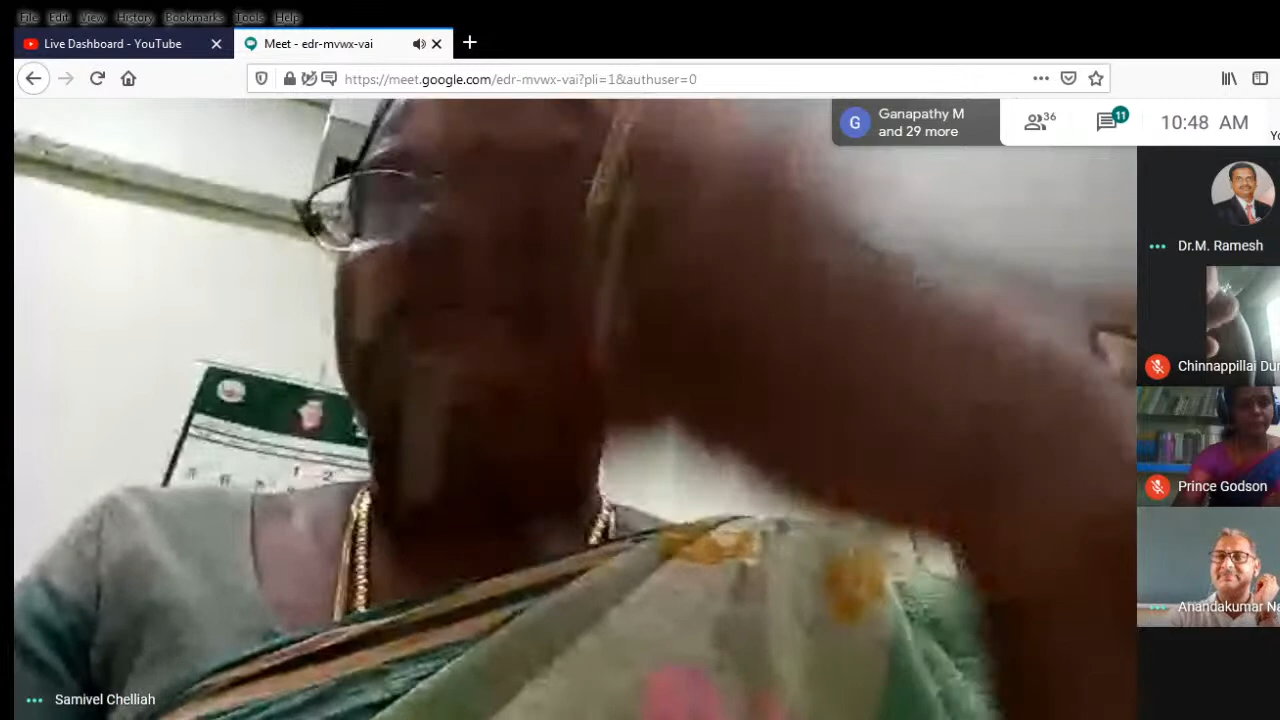 File Edit View History Bookmarks Tools Help
Live Dashboard - YouTube
Meet - edr-mvwx-vai
https://meet.google.com/edr-mvwx-vai?pli=1&authuser=0
G
Ganapathy M
and 29 more
36
11
10:48 AM
Dr.M. Ramesh
Chinnappillai
Prince Godson
Anandakumar
Samivel Chelliah